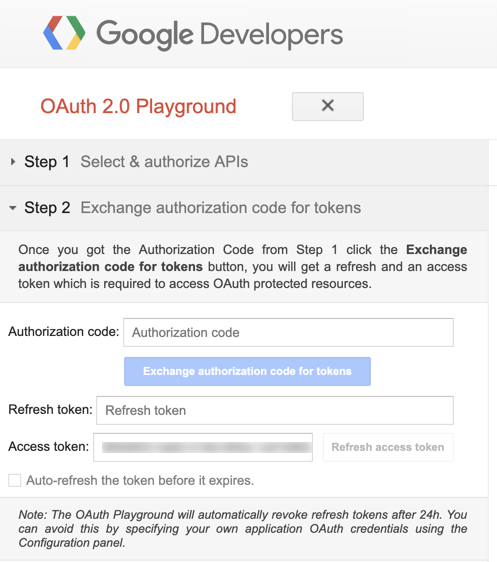 Google Developers
OAuth 2.0 Playground
Step 1 Select & authorize APIs
Step 2 Exchange authorization code for tokens
Once you got the Authorization Code from Step 1 click the Exchange
authorization code for tokens button, you will get a refresh and an access
token which is required to access OAuth protected resources.
Authorization code: Authorization code
Exchange authorization code for tokens
Refresh token: Refresh token
Access token: Refresh access token
Auto-refresh the token before it expires.
Note: The OAuth Playground will automatically revoke refresh tokens after 24h. You
can avoid this by specifying your own application OAuth credentials using the
Configuration panel.